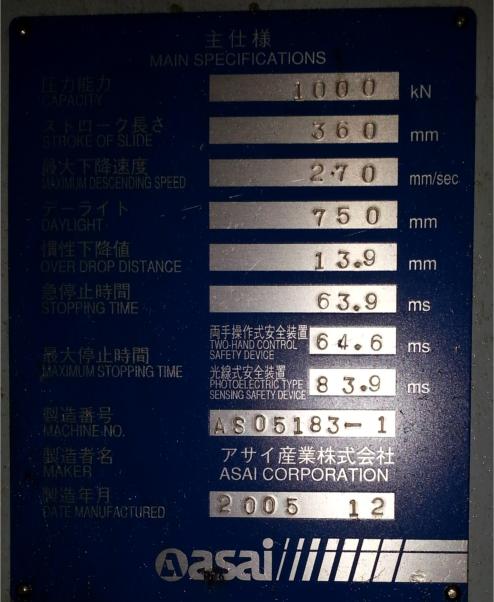 主仕様
MAIN SPECIFICATIONS
圧力能力
CAPACITY
1000 kN
ストローク長さ
STROKE OF SLIDE
360 mm
最大下降速度
MAXIMUM DESCENDING SPEED
270 mm/sec
デーライト
DAYLIGHT
750 mm
慣性下降値
OVER DROP DISTANCE
13.9 mm
急停止時間
STOPPING TIME
63.9 ms
最大停止時間
MAXIMUM STOPPING TIME
両手操作式安全装置
TWO-HAND CONTROL
SAFETY DEVICE
64.6 ms
光線式安全装置
PHOTOELECTRIC TYPE
SENSING SAFETY DEVICE
83.9 ms
製造番号
MACHINE NO.
AS05183-1
製造者名
MAKER
アサイ産業株式会社
ASAI CORPORATION
製造年月
DATE MANUFACTURED
2005 12
asai